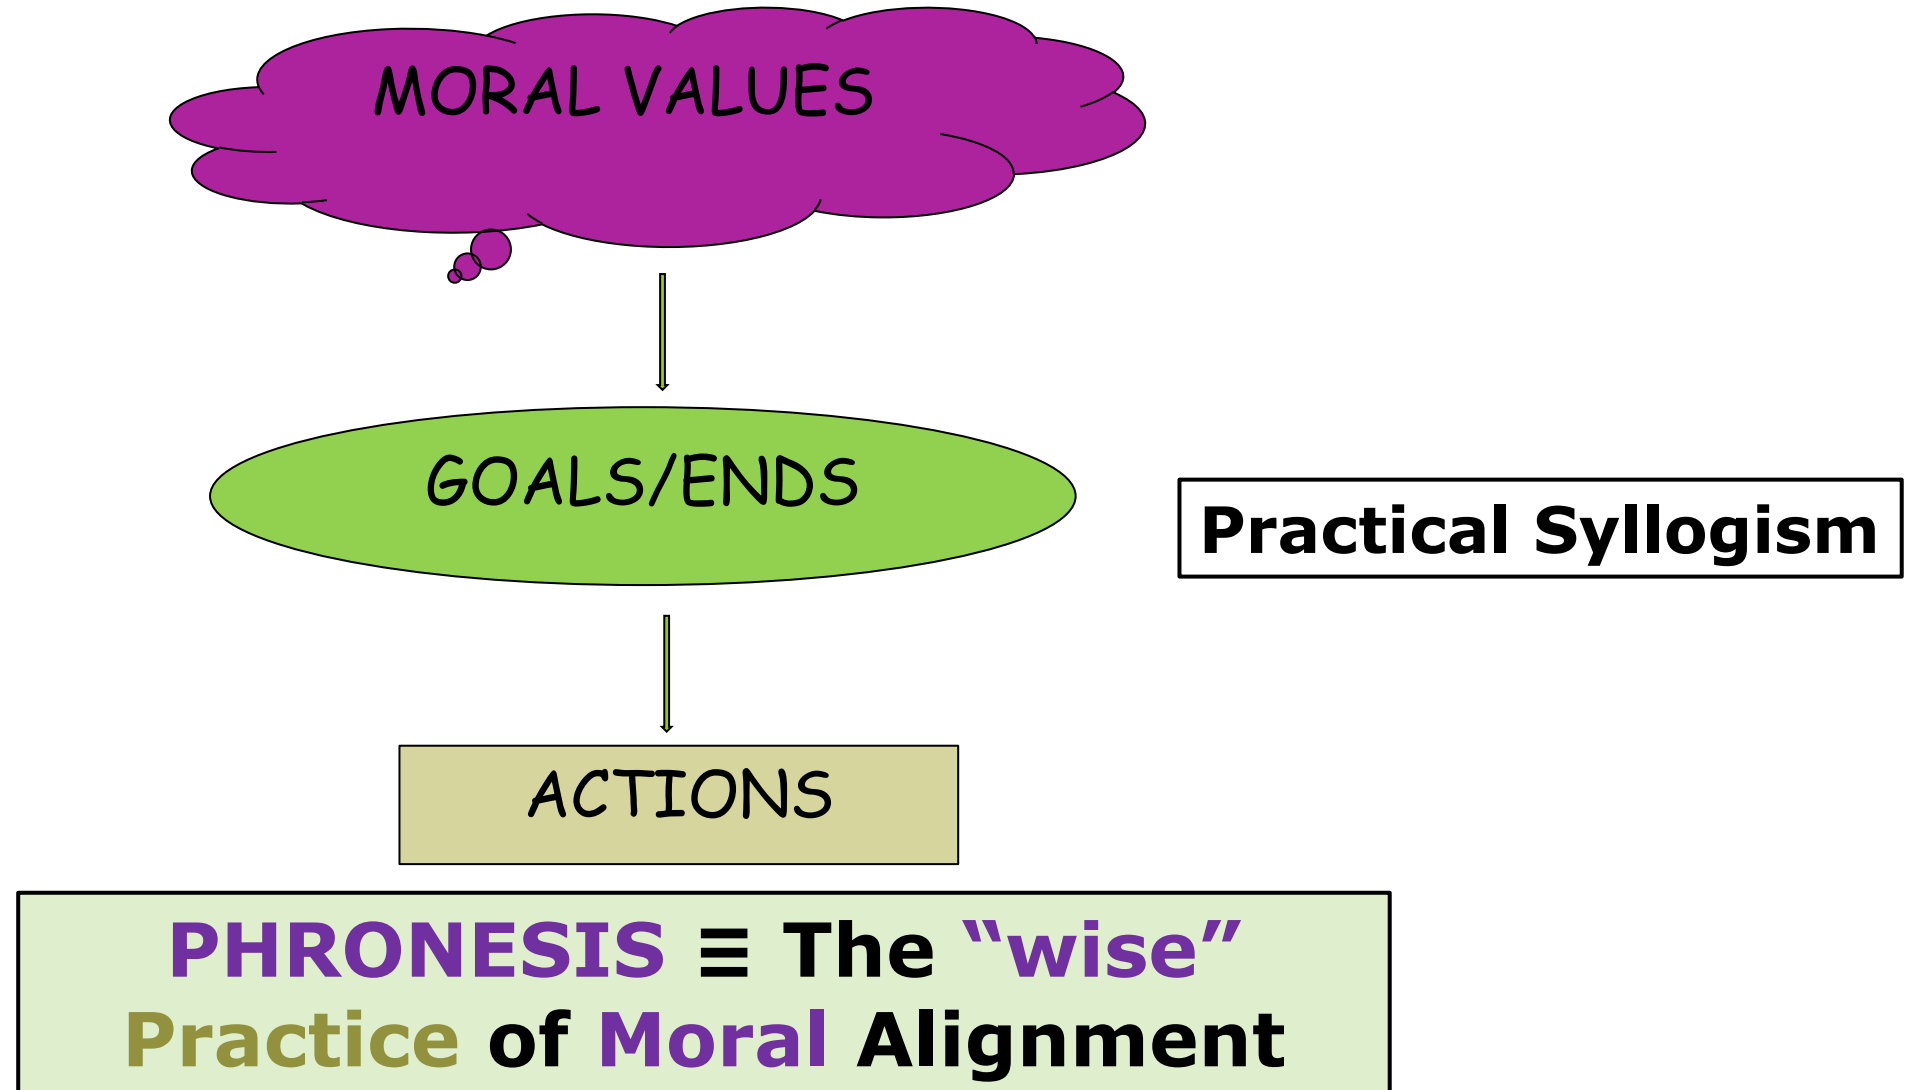 MORAL VALUES
GOALS/ENDS
Practical Syllogism
ACTIONS
PHRONESIS ≡ The “wise”
Practice of Moral Alignment